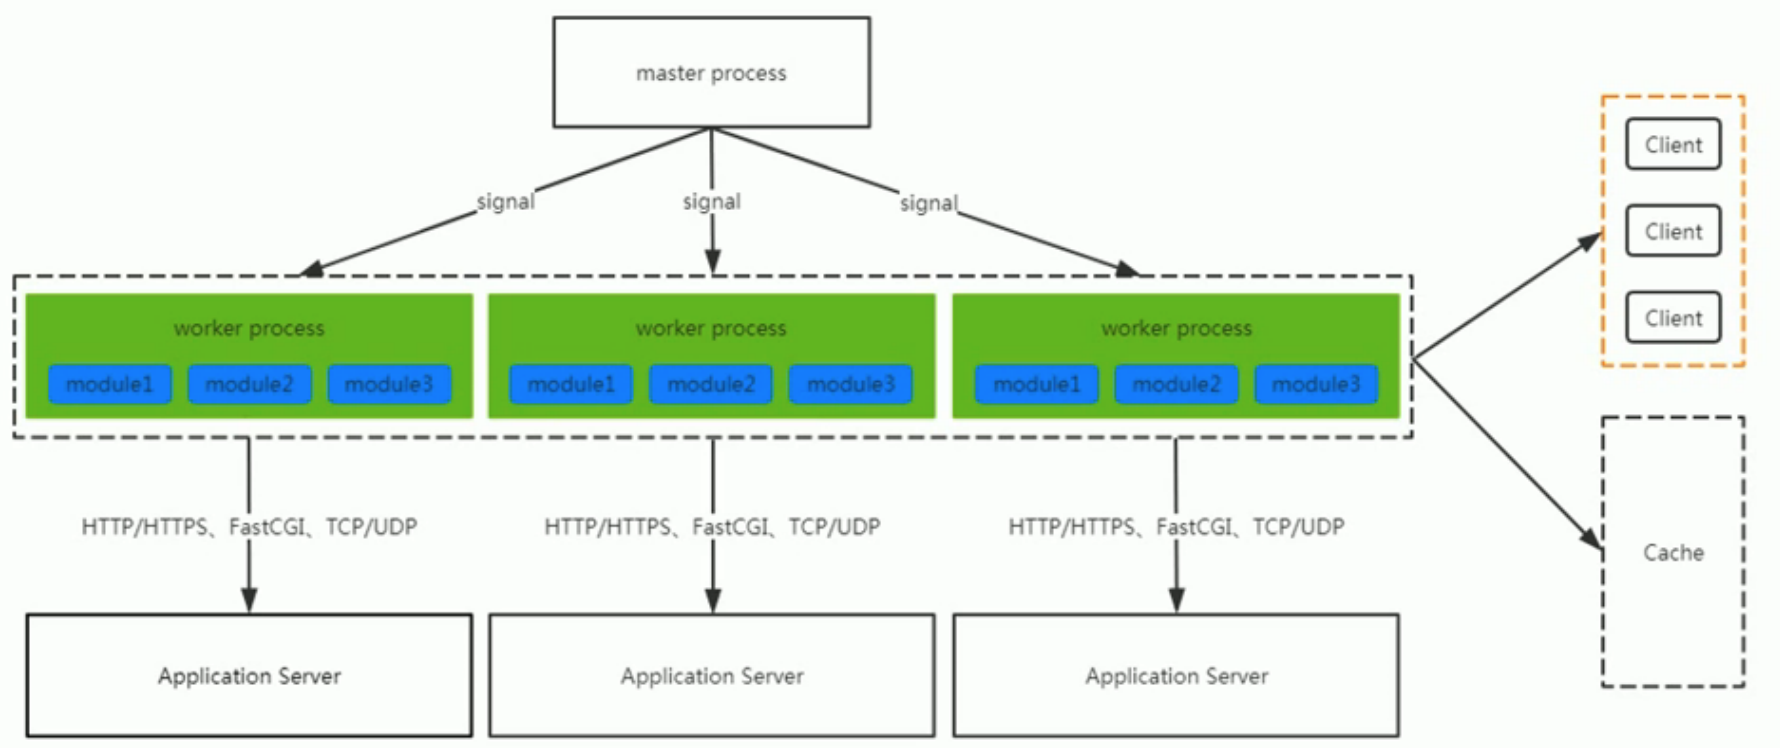 master process
signal
signal
signal
worker process
module1
module2
module3
worker process
module1
module2
module3
worker process
module1
module2
module3
HTTP/HTTPS、FastCGI、TCP/UDP
HTTP/HTTPS、FastCGI、TCP/UDP
HTTP/HTTPS、FastCGI、TCP/UDP
Application Server
Application Server
Application Server
Client
Client
Client
Cache